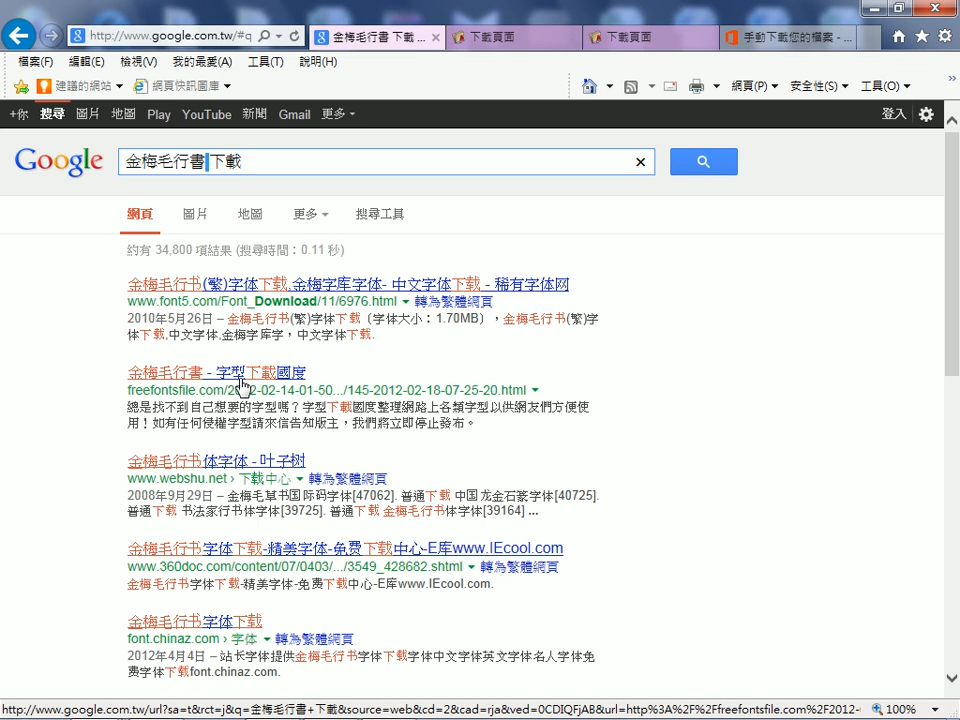 http://www.google.com.tw/#q
金梅毛行書 下載 ...
下載頁面
下載頁面
手動下載您的檔案 - ...
檔案(F) 編輯(E) 檢視(V) 我的最愛(A) 工具(T) 說明(H)
建議的網站 網頁快訊圖庫 網頁(P) 安全性(S) 工具(O) »
+你 搜尋 圖片 地圖 Play YouTube 新聞 Gmail 更多 登入
Google 金梅毛行書 下載
網頁 圖片 地圖 更多 搜尋工具
約有 34,800 項結果 (搜尋時間:0.11 秒)
金梅毛行书(繁)字体下载,金梅字库字体- 中文字体下载 - 稀有字体网
www.font5.com/Font_Download/11/6976.html 轉為繁體網頁
2010年5月26日 – 金梅毛行书(繁)字体下载〔字体大小:1.70MB〕,金梅毛行书(繁)字
体下载,中文字体,金梅字库字,中文字体下载.
金梅毛行書 - 字型下載國度
freefontsfile.com/2012-02-14-01-50.../145-2012-02-18-07-25-20.html
總是找不到自己想要的字型嗎?字型下載國度整理網路上各類字型以供網友們方便使
用!如有任何侵權字型請來信告知版主,我們將立即停止發布。
金梅毛行书体字体 - 叶子树
www.webshu.net › 下載中心 轉為繁體網頁
2008年9月29日 – 金梅毛草书国际码字体[47062]. 普通下载 中国龙金石篆字体[40725].
普通下载 书法家行书体字体[39725]. 普通下载 金梅毛行书体字体[39164] ...
金梅毛行书字体下载-精美字体-免费下载中心-E库www.IEcool.com
www.360doc.com/content/07/0403/.../3549_428682.shtml 轉為繁體網頁
金梅毛行书字体下载-精美字体-免费下载中心-E库www.IEcool.com.
金梅毛行书字体下载
font.chinaz.com › 字体 轉為繁體網頁
2012年4月4日 – 站长字体提供金梅毛行书字体下载字体中文字体英文字体名人字体免
费字体下载font.chinaz.com.
http://www.google.com.tw/url?sa=t&rct=j&q=金梅毛行書+下載&source=web&cd=2&cad=rja&ved=0CDIQFjAB&url=http%3A%2F%2Ffreefontsfile.com%2F2012- 100%